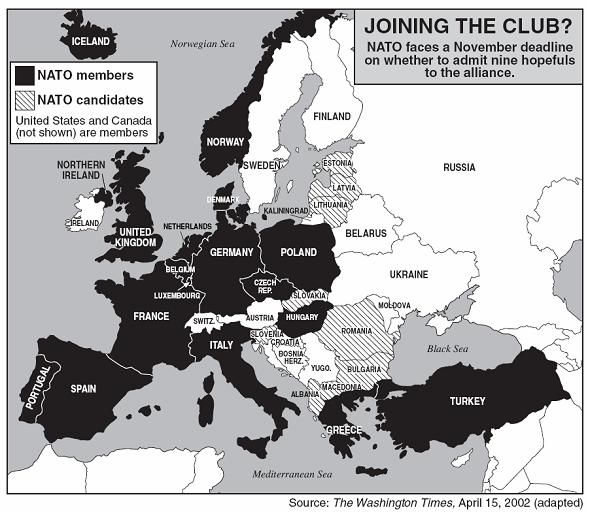 JOINING THE CLUB?
NATO faces a November deadline
on whether to admit nine hopefuls
to the alliance.
ICELAND
Norwegian Sea
NATO members
NATO candidates
United States and Canada
(not shown) are members
FINLAND
NORWAY
SWEDEN
ESTONIA
RUSSIA
NORTHERN
IRELAND
LATVIA
DENMARK
LITHUANIA
KALININGRAD
IRELAND
UNITED
KINGDOM
NETHERLANDS
BELARUS
GERMANY
POLAND
BELGIUM
UKRAINE
CZECH
REP.
LUXEMBOURG
SLOVAKIA
MOLDOVA
FRANCE
SWITZ.
AUSTRIA
HUNGARY
ROMANIA
SLOVENIA
CROATIA
ITALY
BOSNIA
HERZ.
YUGO.
Black Sea
BULGARIA
PORTUGAL
SPAIN
MACEDONIA
ALBANIA
TURKEY
GREECE
Mediterranean Sea
Source: The Washington Times, April 15, 2002 (adapted)